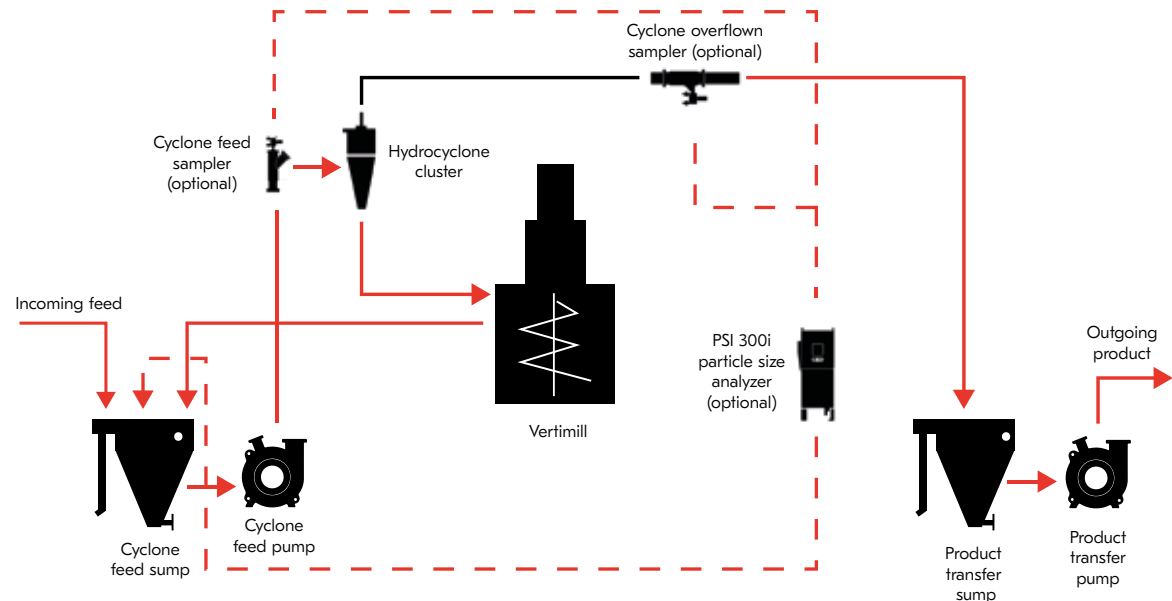 Cyclone overflown
sampler (optional)
Cyclone feed
sampler
(optional)
Hydrocyclone
cluster
Incoming feed
PSI 300i
particle size
analyzer
(optional)
Outgoing
product
Vertimill
Cyclone
feed pump
Cyclone
feed sump
Product
transfer
sump
Product
transfer
pump